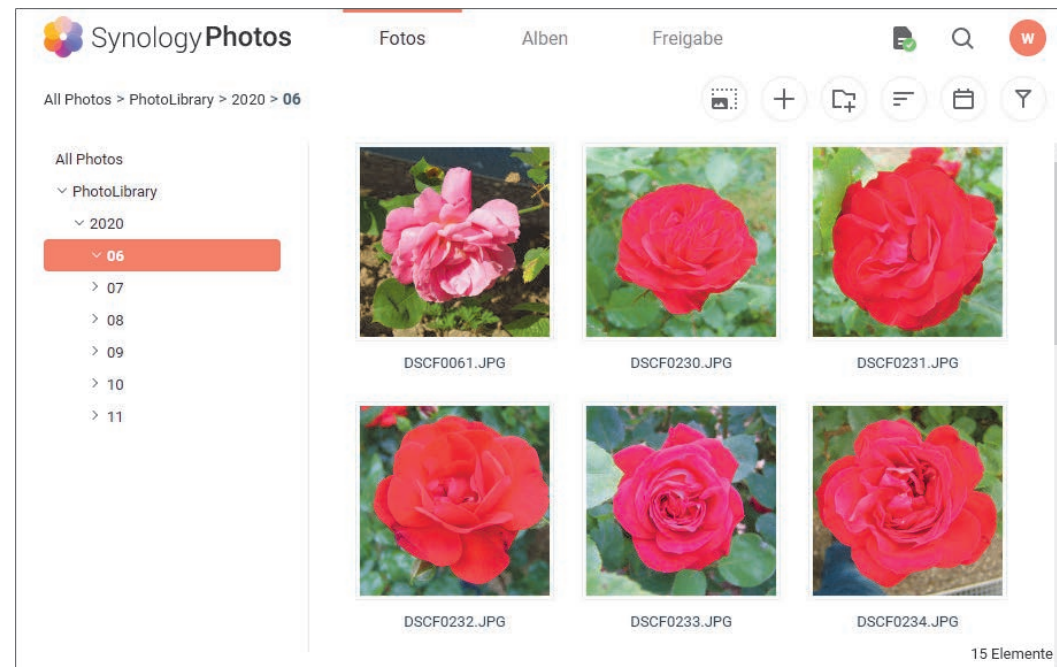 Synology Photos Fotos Alben Freigabe W
All Photos > PhotoLibrary > 2020 > 06
All Photos
PhotoLibrary
2020
06
07
08
09
10
11
DSCF0061.JPG DSCF0230.JPG DSCF0231.JPG
DSCF0232.JPG DSCF0233.JPG DSCF0234.JPG
15 Elemente